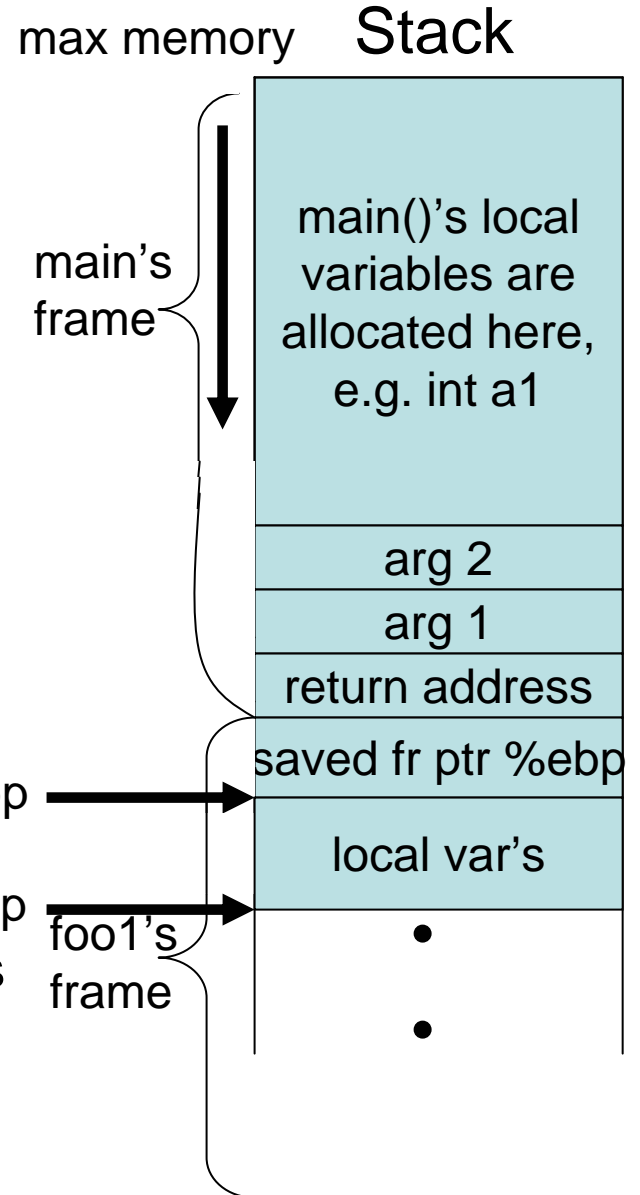 max memory
Stack
main's
frame
main()'s local
variables are
allocated here,
e.g. int a1
arg 2
arg 1
return address
saved fr ptr %ebp
p
local var's
p
foo1's
s
frame